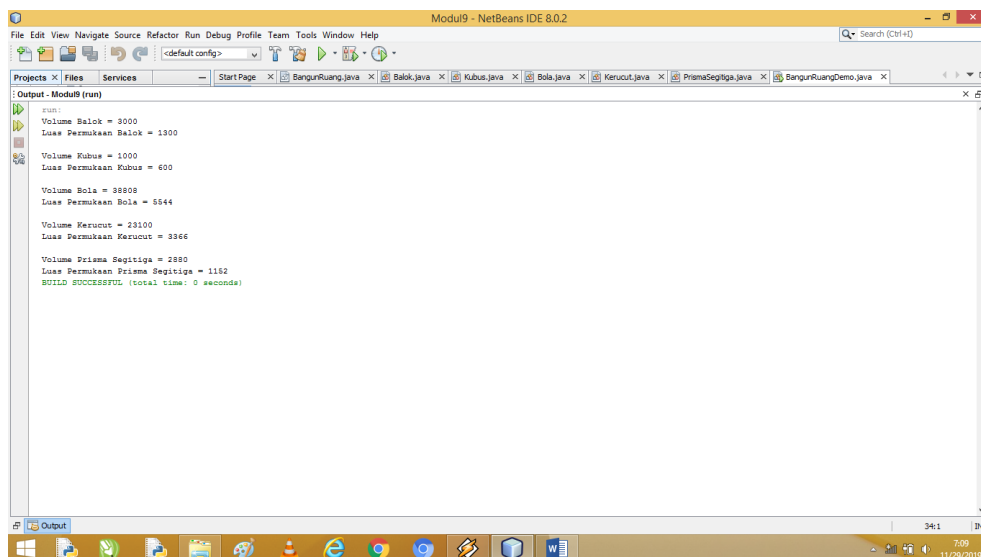 Modul9 - NetBeans IDE 8.0.2
File Edit View Navigate Source Refactor Run Debug Profile Team Tools Window Help
Search (Ctrl+I)
<default config>
Projects Files Services
Start Page BangunRuang.java Balok.java Kubus.java Bola.java Kerucut.java PrismaSegitiga.java BangunRuangDemo.java
Output - Modul9 (run)
run:
Volume Balok = 3000
Luas Permukaan Balok = 1300
Volume Kubus = 1000
Luas Permukaan Kubus = 600
Volume Bola = 38808
Luas Permukaan Bola = 5544
Volume Kerucut = 23100
Luas Permukaan Kerucut = 3366
Volume Prisma Segitiga = 2880
Luas Permukaan Prisma Segitiga = 1152
BUILD SUCCESSFUL (total time: 0 seconds)
Output
34:1
7:09
11/29/2019